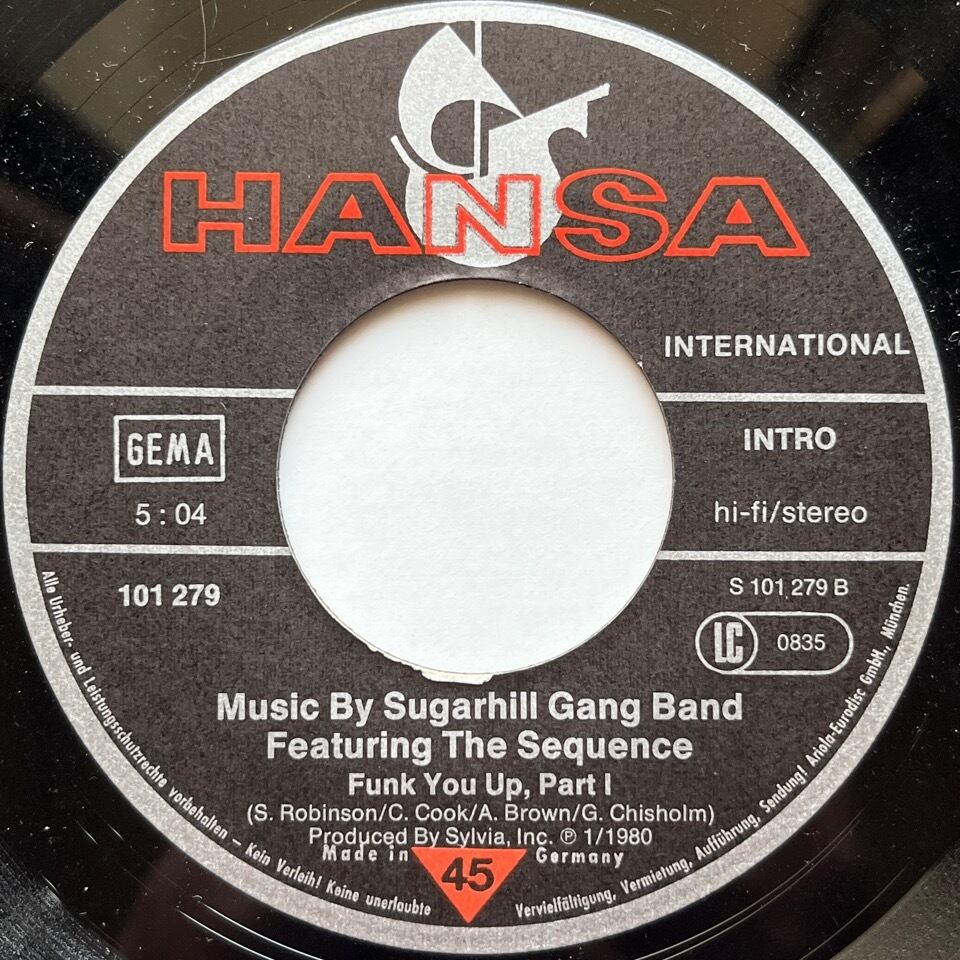 HANSA
INTERNATIONAL
GEMA
INTRO
5 : 04
hi-fi/stereo
101 279
S 101 279 B
LC 0835
Music By Sugarhill Gang Band
Featuring The Sequence
Funk You Up, Part I
(S. Robinson/C. Cook/A. Brown/G. Chisholm)
Produced By Sylvia, Inc. ℗ 1/1980
Made in Germany
45
Alle Urheber- und Leistungsschutzrechte vorbehalten – Kein Verleih! Keine unerlaubte Vervielfältigung, Vermietung, Aufführung, Sendung! Ariola-Eurodisc GmbH., München.